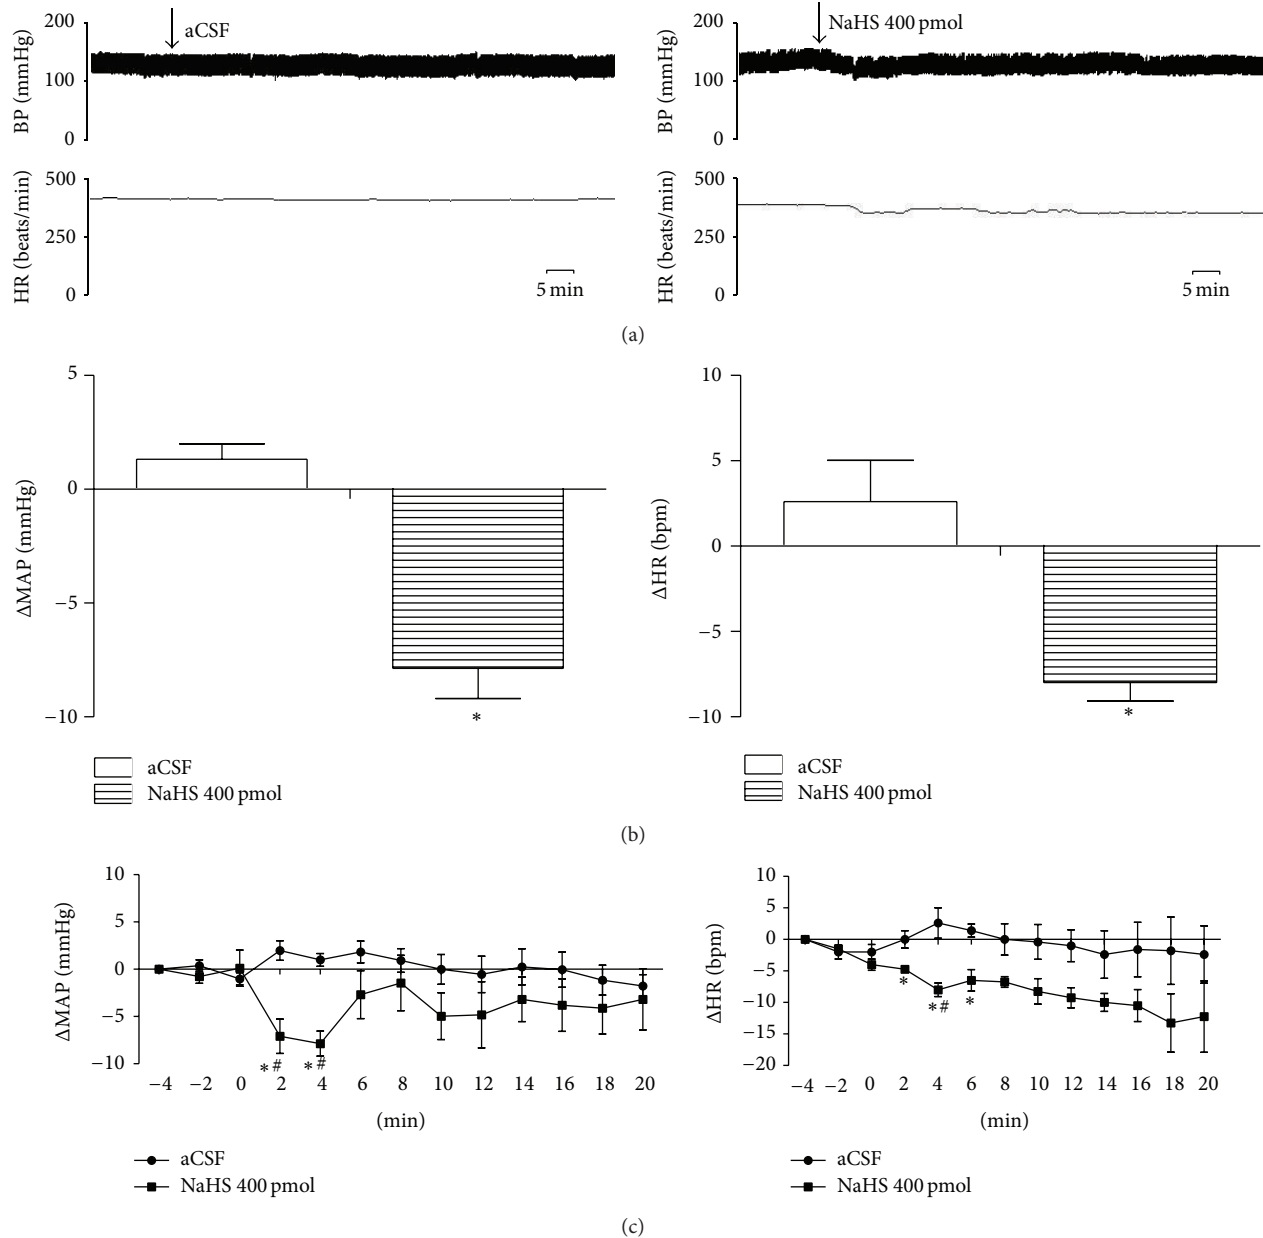 aCSF
200
100
0
BP (mmHg)
500
250
0
HR (beats/min)
5 min
NaHS 400 pmol
200
100
0
BP (mmHg)
500
250
0
HR (beats/min)
5 min
(a)
5
0
−5
−10
ΔMAP (mmHg)
*
aCSF
NaHS 400 pmol
10
5
0
−5
−10
ΔHR (bpm)
*
aCSF
NaHS 400 pmol
(b)
10
5
0
−5
−10
ΔMAP (mmHg)
*# *#
−4 −2 0 2 4 6 8 10 12 14 16 18 20
(min)
aCSF
NaHS 400 pmol
10
5
0
−5
−10
−15
−20
ΔHR (bpm)
* *# *
−4 −2 0 2 4 6 8 10 12 14 16 18 20
(min)
aCSF
NaHS 400 pmol
(c)